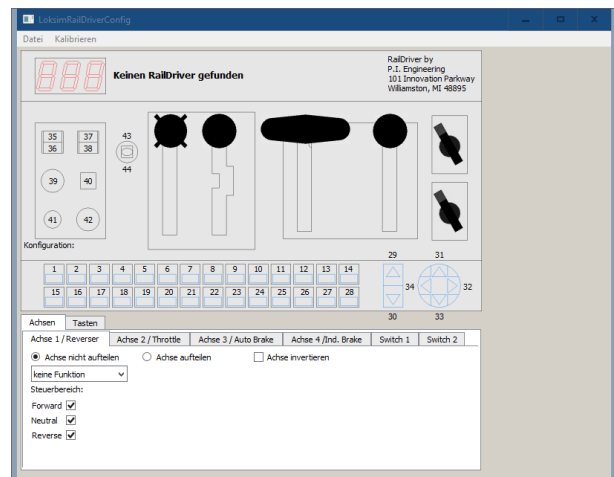 LoksimRailDriverConfig
Datei Kalibrieren
888
Keinen RailDriver gefunden
RailDriver by
P.I. Engineering
101 Innovation Parkway
Williamston, MI 48895
35 37 43
36 38
39 40 44
41 42
Konfiguration:
29 31
1 2 3 4 5 6 7 8 9 10 11 12 13 14
34 32
15 16 17 18 19 20 21 22 23 24 25 26 27 28
30 33
Achsen Tasten
Achse 1 / Reverser Achse 2 / Throttle Achse 3 / Auto Brake Achse 4 /Ind. Brake Switch 1 Switch 2
Achse nicht aufteilen Achse aufteilen Achse invertieren
keine Funktion
Steuerbereich:
Forward
Neutral
Reverse